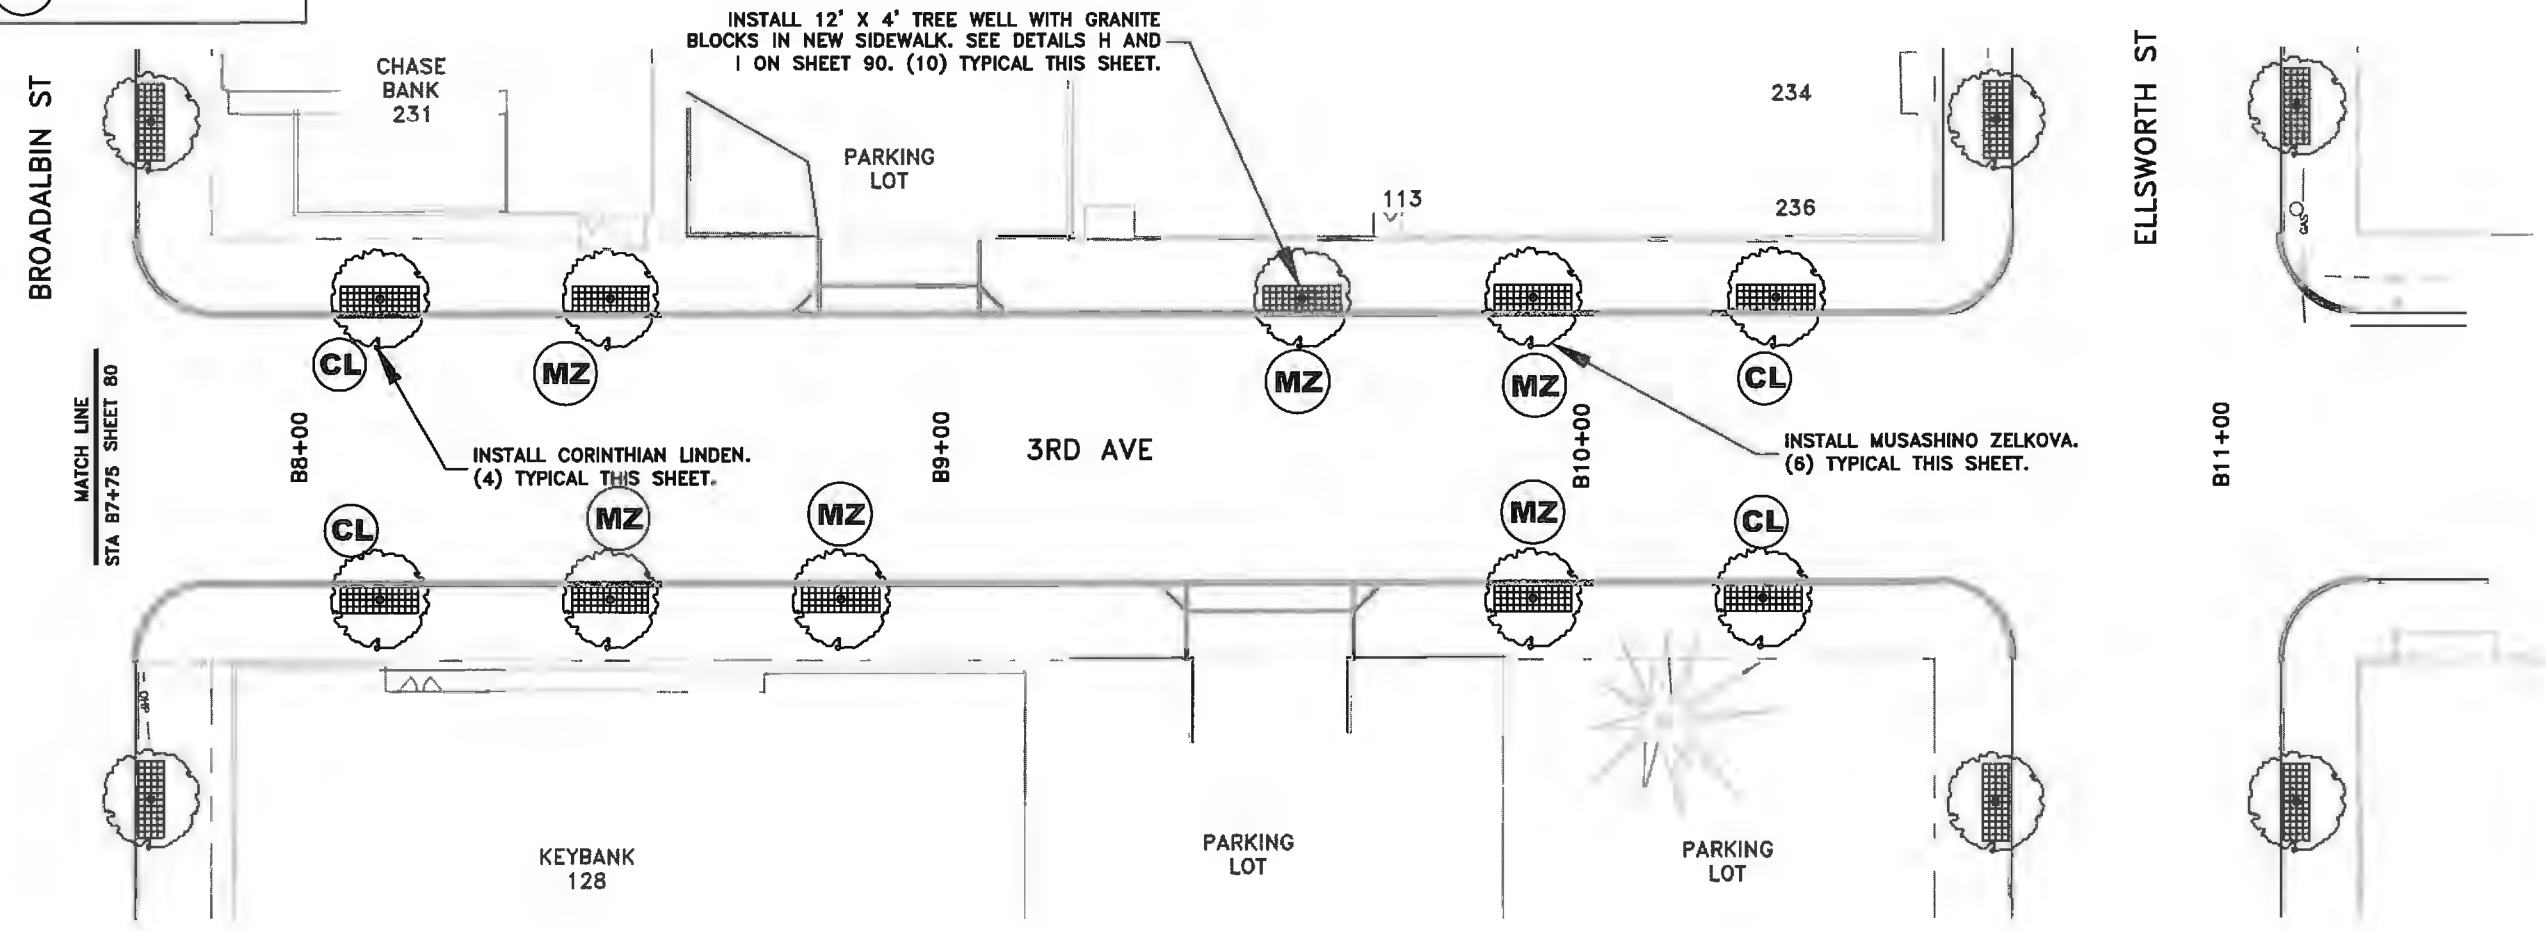 INSTALL 12' X 4' TREE WELL WITH GRANITE
BLOCKS IN NEW SIDEWALK. SEE DETAILS H AND
I ON SHEET 90. (10) TYPICAL THIS SHEET.
BROADALBIN ST
CHASE
BANK
231
PARKING
LOT
113
234
236
ELLSWORTH ST
GAS
CL
MZ
MZ
MZ
CL
MATCH LINE
STA B7+75 SHEET 80
B8+00
INSTALL CORINTHIAN LINDEN.
(4) TYPICAL THIS SHEET.
B9+00
3RD AVE
B10+00
INSTALL MUSASHINO ZELKOVA.
(6) TYPICAL THIS SHEET.
B11+00
CL
MZ
MZ
MZ
CL
KEYBANK
128
PARKING
LOT
PARKING
LOT